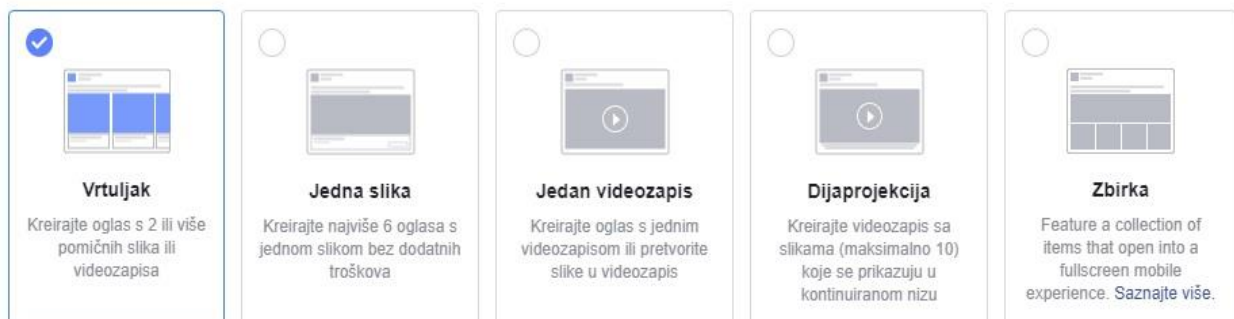 Vrtuljak
Kreirajte oglas s 2 ili više
pomičnih slika ili
videozapisa
Jedna slika
Kreirajte najviše 6 oglasa s
jednom slikom bez dodatnih
troškova
Jedan videozapis
Kreirajte oglas s jednim
videozapisom ili pretvorite
slike u videozapis
Dijaprojekcija
Kreirajte videozapis sa
slikama (maksimalno 10)
koje se prikazuju u
kontinuiranom nizu
Zbirka
Feature a collection of
items that open into a
fullscreen mobile
experience. Saznajte više.